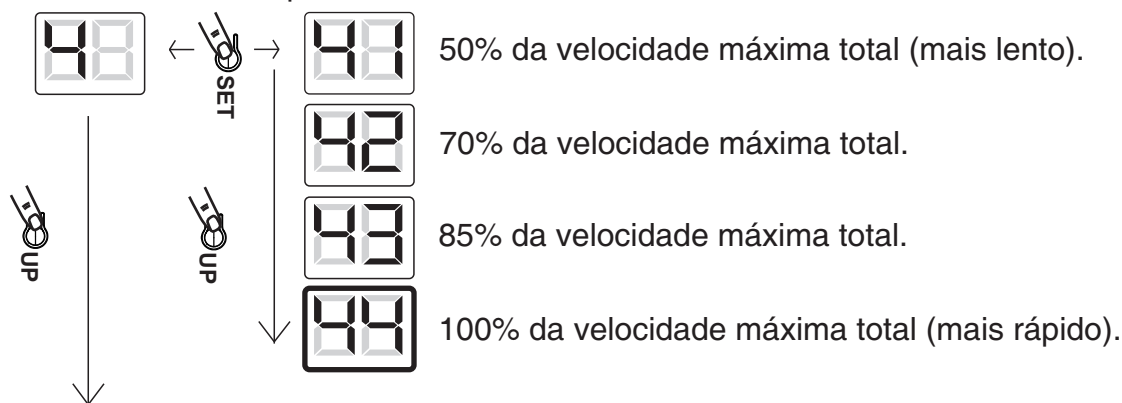 4
SET
41 50% da velocidade máxima total (mais lento).
42 70% da velocidade máxima total.
UP
UP
43 85% da velocidade máxima total.
44 100% da velocidade máxima total (mais rápido).